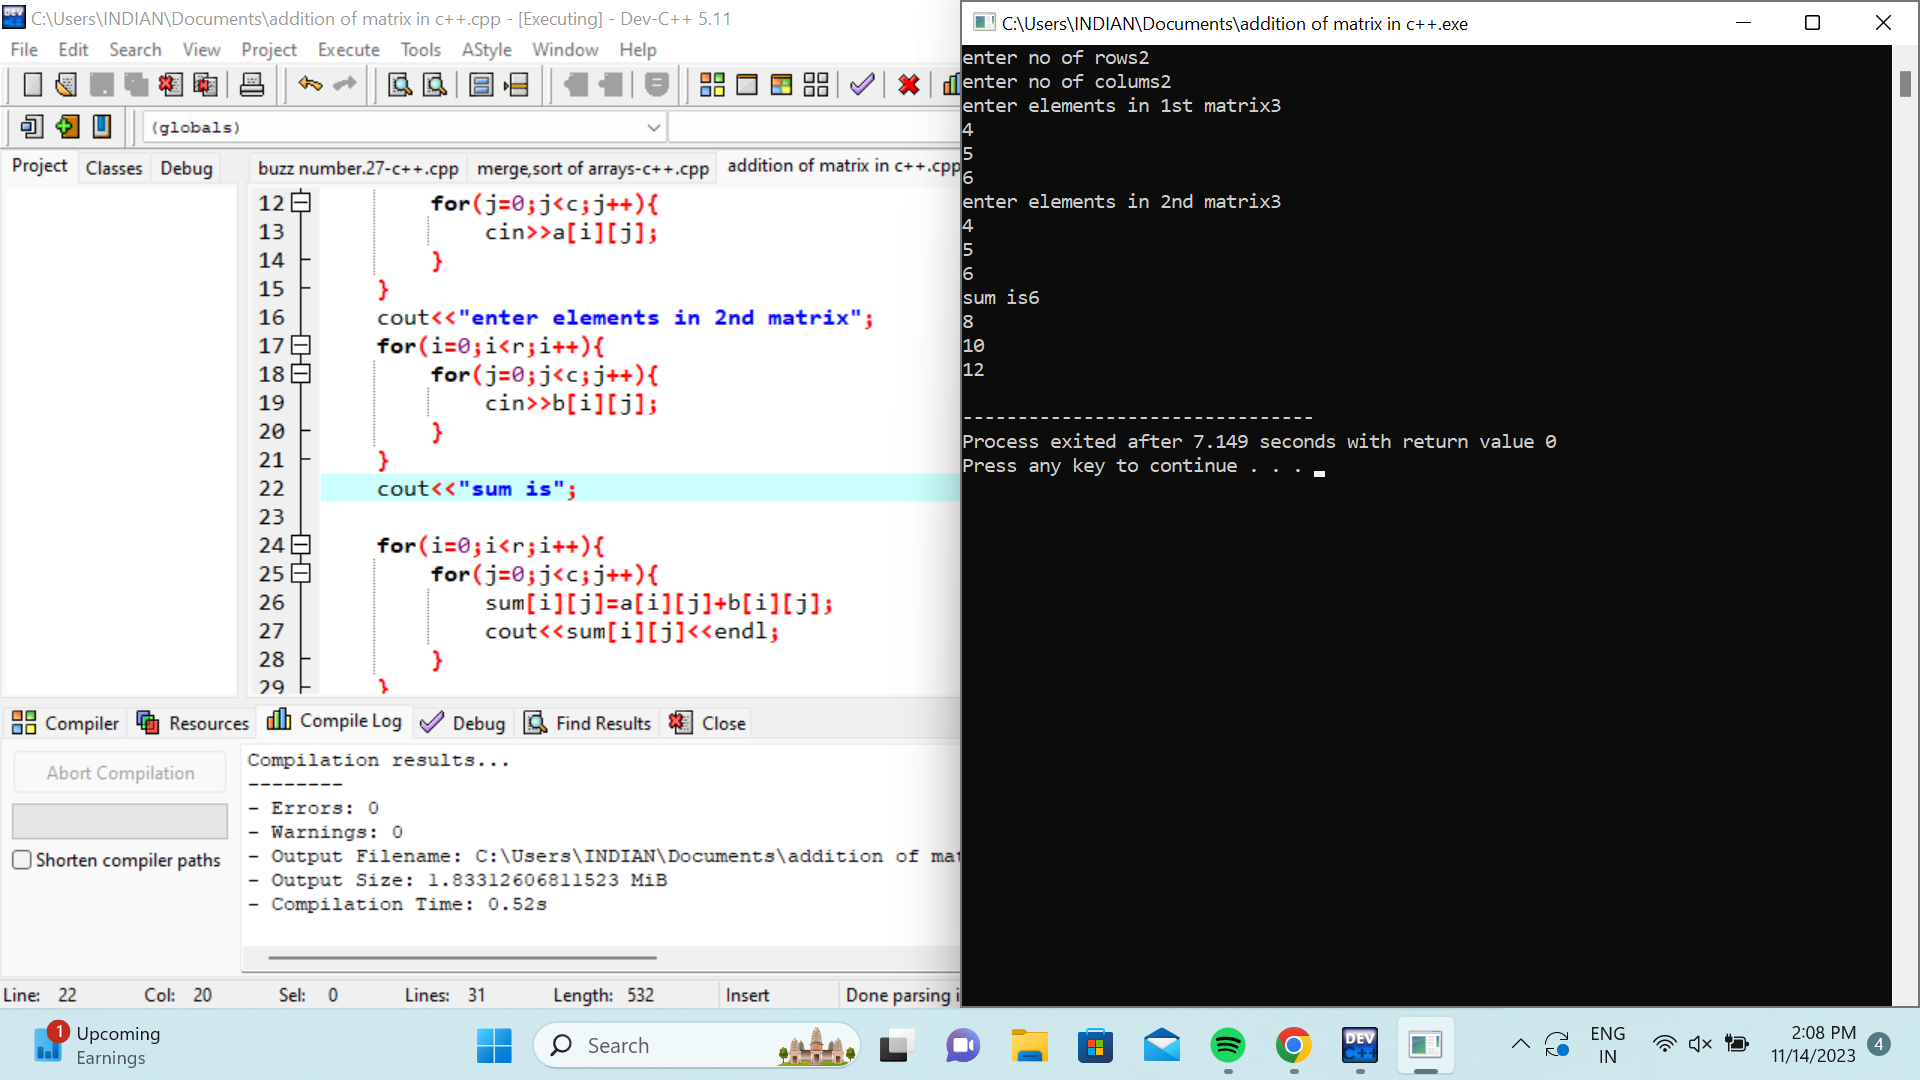 C:\Users\INDIAN\Documents\addition of matrix in c++.cpp - [Executing] - Dev-C++ 5.11
File Edit Search View Project Execute Tools AStyle Window Help
(globals)
Project Classes Debug
buzz number.27-c++.cpp merge,sort of arrays-c++.cpp addition of matrix in c++.cpp
12 for(j=0;j<c;j++){
13 cin>>a[i][j];
14 }
15 }
16 cout<<"enter elements in 2nd matrix";
17 for(i=0;i<r;i++){
18 for(j=0;j<c;j++){
19 cin>>b[i][j];
20 }
21 }
22 cout<<"sum is";
23
24 for(i=0;i<r;i++){
25 for(j=0;j<c;j++){
26 sum[i][j]=a[i][j]+b[i][j];
27 cout<<sum[i][j]<<endl;
28 }
29 }
Compiler Resources Compile Log Debug Find Results Close
Abort Compilation
Shorten compiler paths
Compilation results...
--------
- Errors: 0
- Warnings: 0
- Output Filename: C:\Users\INDIAN\Documents\addition of mat
- Output Size: 1.83312606811523 MiB
- Compilation Time: 0.52s
Line: 22 Col: 20 Sel: 0 Lines: 31 Length: 532 Insert Done parsing i
C:\Users\INDIAN\Documents\addition of matrix in c++.exe
enter no of rows2
enter no of colums2
enter elements in 1st matrix3
4
5
6
enter elements in 2nd matrix3
4
5
6
sum is6
8
10
12
--------------------------------
Process exited after 7.149 seconds with return value 0
Press any key to continue . . .
1
Upcoming
Earnings
Search
DEV
C++
ENG
IN
2:08 PM
11/14/2023
4